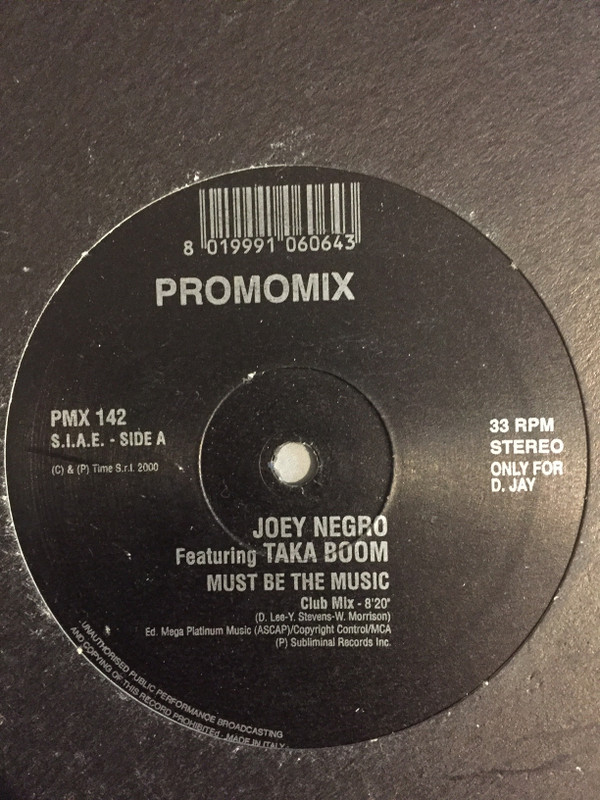 8 019991 060643
PROMOMIX
PMX 142
S.I.A.E. - SIDE A
(C) & (P) Time S.r.l. 2000
33 RPM
STEREO
ONLY FOR
D. JAY
JOEY NEGRO
Featuring TAKA BOOM
MUST BE THE MUSIC
Club Mix - 8'20"
(D. Lee-Y. Stevens-W. Morrison)
Ed. Mega Platinum Music (ASCAP)/Copyright Control/MCA
(P) Subliminal Records Inc.
UNAUTHORISED PUBLIC PERFORMANCE BROADCASTING
AND COPYING OF THIS RECORD PROHIBITEd - MADE IN ITALY